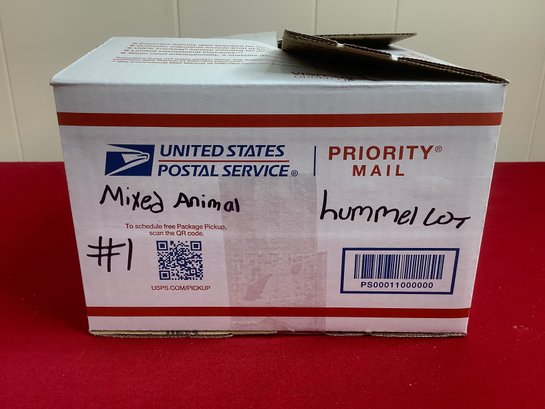 UNITED STATES
POSTAL SERVICE®
PRIORITY®
MAIL
Mixed Animal
hummel LOT
#1
To schedule free Package Pickup,
scan the QR code.
USPS.COM/PICKUP
PS00011000000